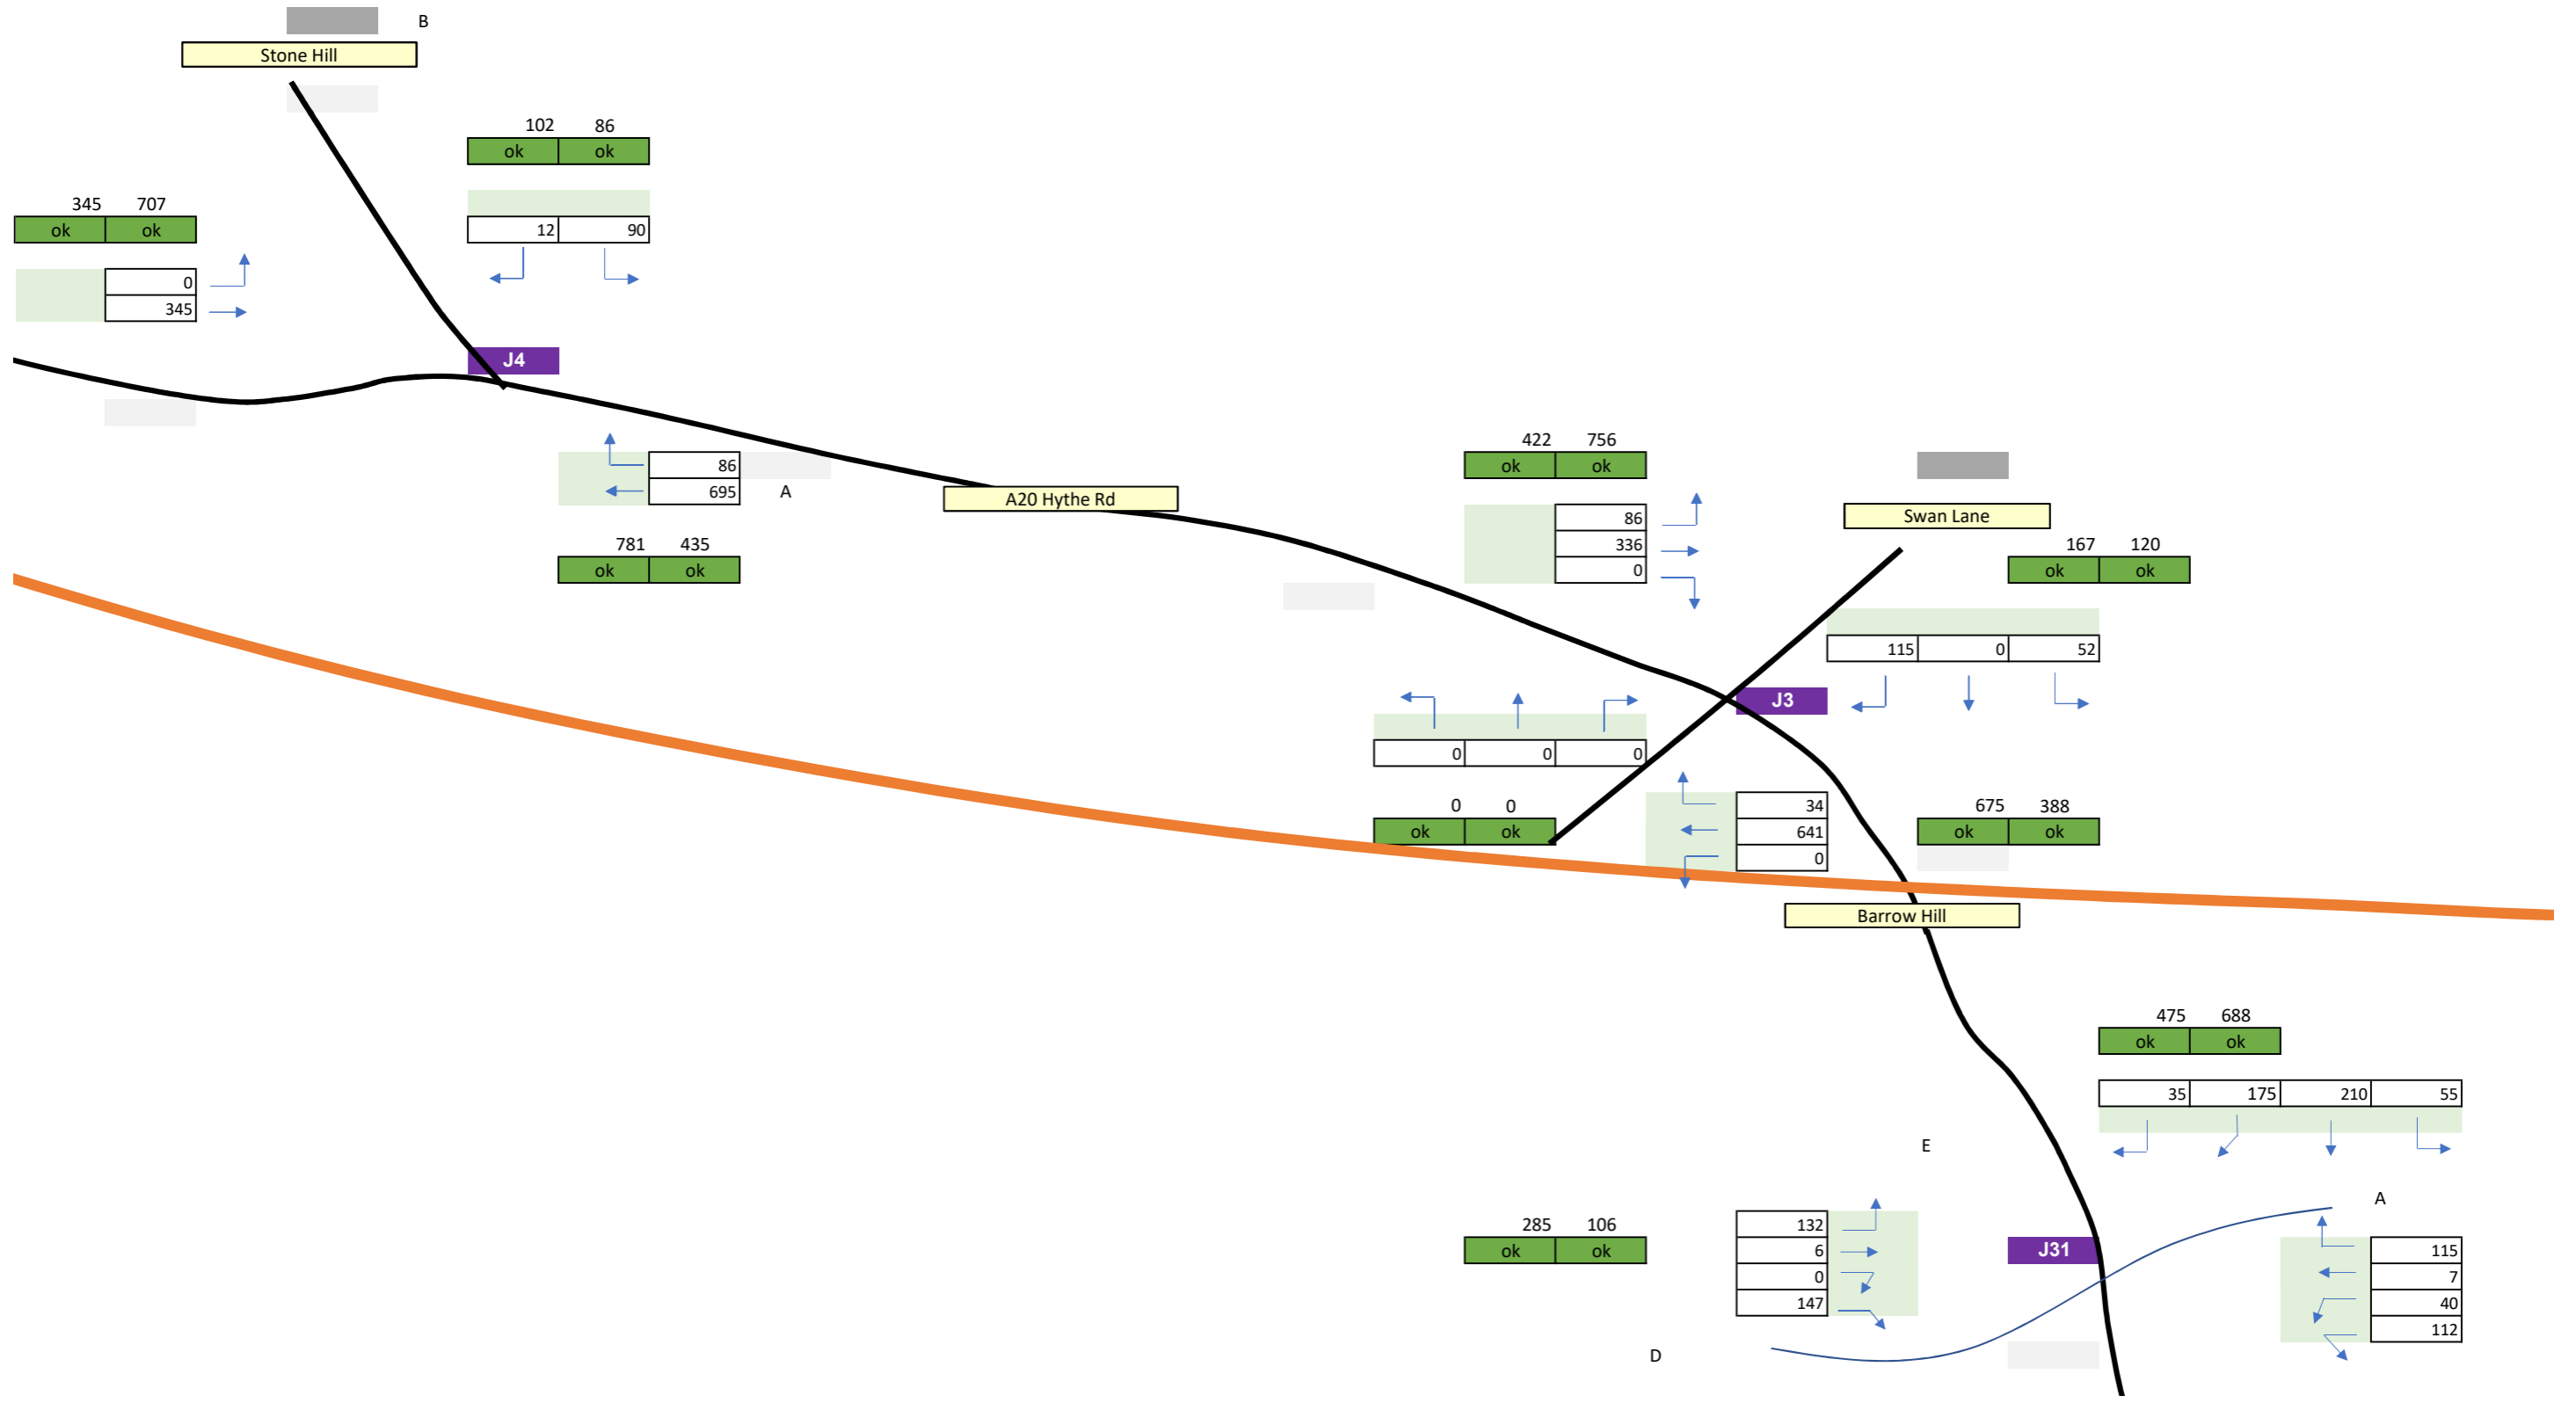 B
Stone Hill
102 86
ok ok
12 90
345 707
ok ok
0
345
J4
86
695
A
781 435
ok ok
A20 Hythe Rd
422 756
ok ok
86
336
0
Swan Lane
167 120
ok ok
115 0 52
J3
0 0 0
0 0
ok ok
34
641
0
675 388
ok ok
Barrow Hill
475 688
ok ok
35 175 210 55
E
A
285 106
ok ok
132
6
0
147
J31
115
7
40
112
D